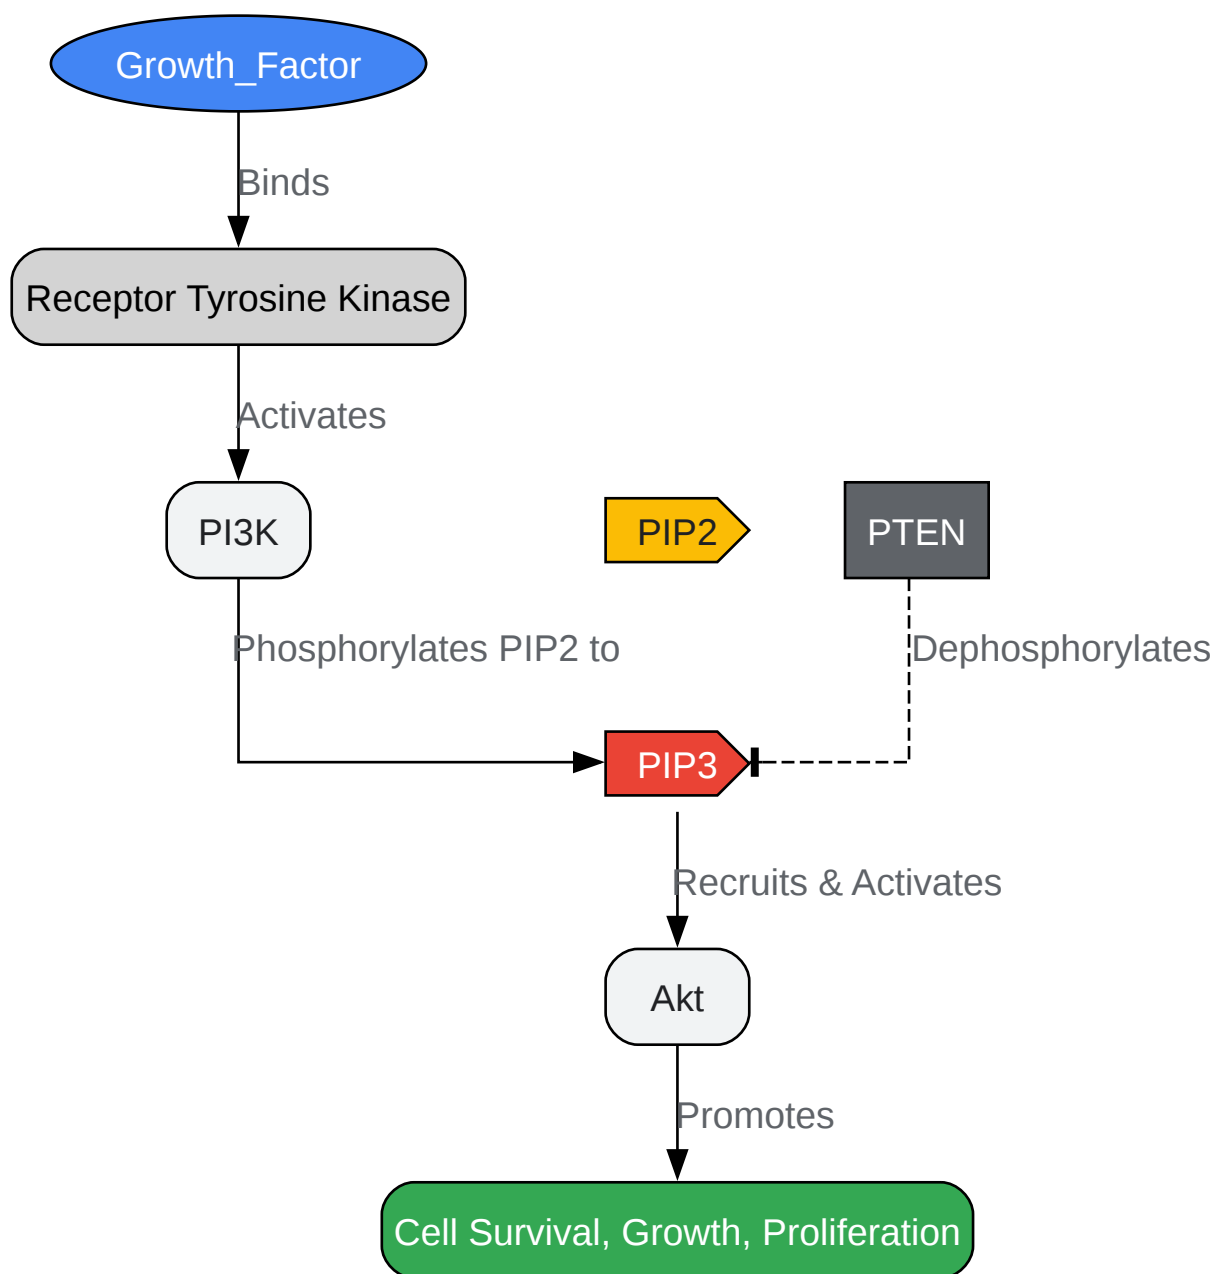 Growth_Factor
Binds
Receptor Tyrosine Kinase
Activates
PI3K
PIP2
PTEN
Phosphorylates PIP2 to
Dephosphorylates
PIP3
Recruits & Activates
Akt
Promotes
Cell Survival, Growth, Proliferation